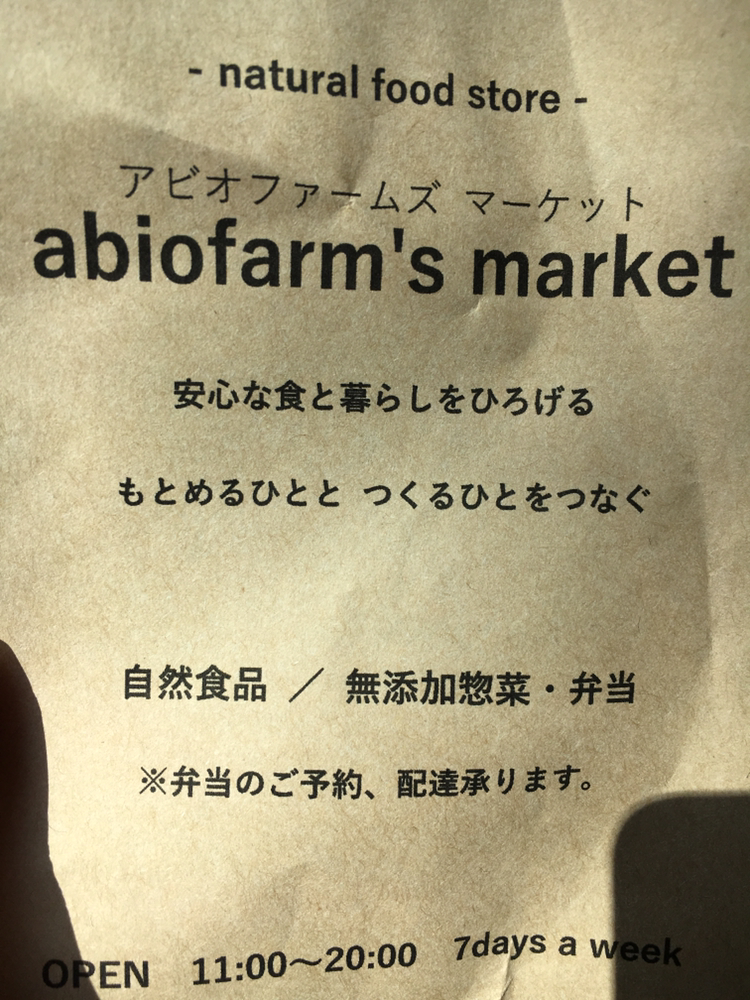 - natural food store -
アビオファームズ マーケット
abiofarm's market
安心な食と暮らしをひろげる
もとめるひとと つくるひとをつなぐ
自然食品 ／ 無添加惣菜・弁当
※弁当のご予約、配達承ります。
OPEN 11:00〜20:00 7days a week